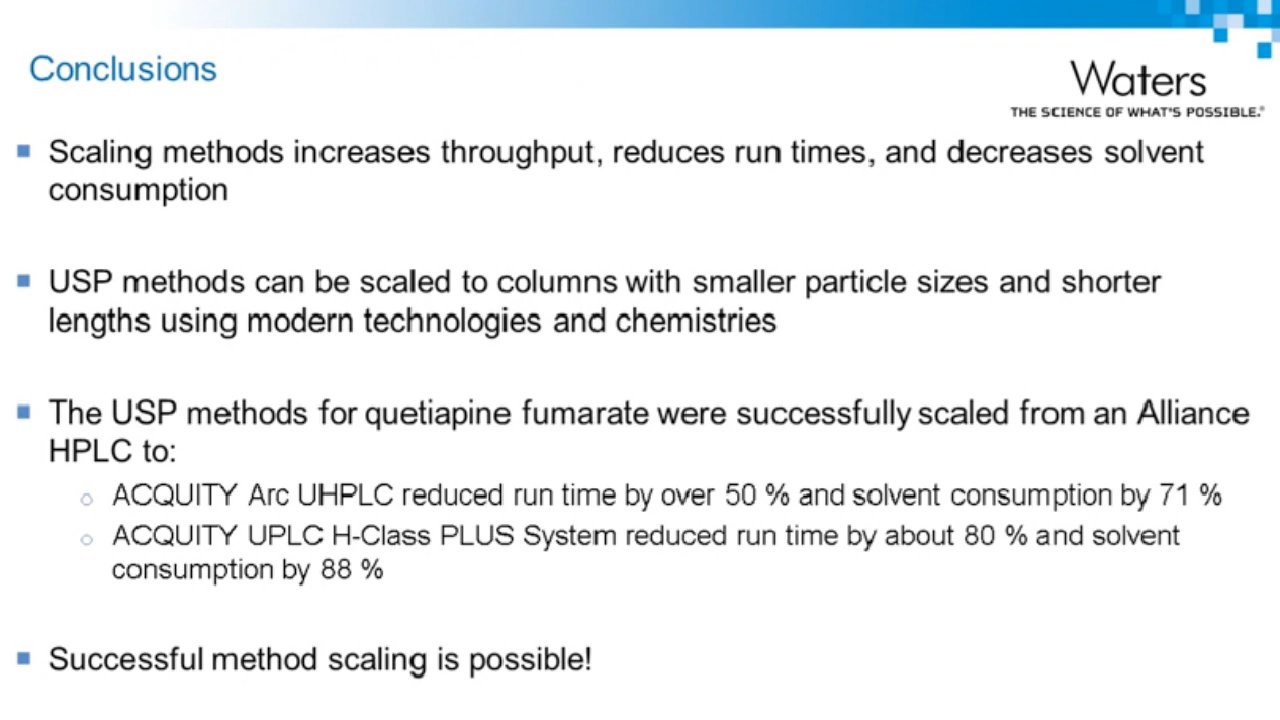 Conclusions
Waters
THE SCIENCE OF WHAT'S POSSIBLE.®
Scaling methods increases throughput, reduces run times, and decreases solvent
consumption
USP methods can be scaled to columns with smaller particle sizes and shorter
lengths using modern technologies and chemistries
The USP methods for quetiapine fumarate were successfully scaled from an Alliance
HPLC to:
ACQUITY Arc UHPLC reduced run time by over 50 % and solvent consumption by 71 %
ACQUITY UPLC H-Class PLUS System reduced run time by about 80 % and solvent
consumption by 88 %
Successful method scaling is possible!